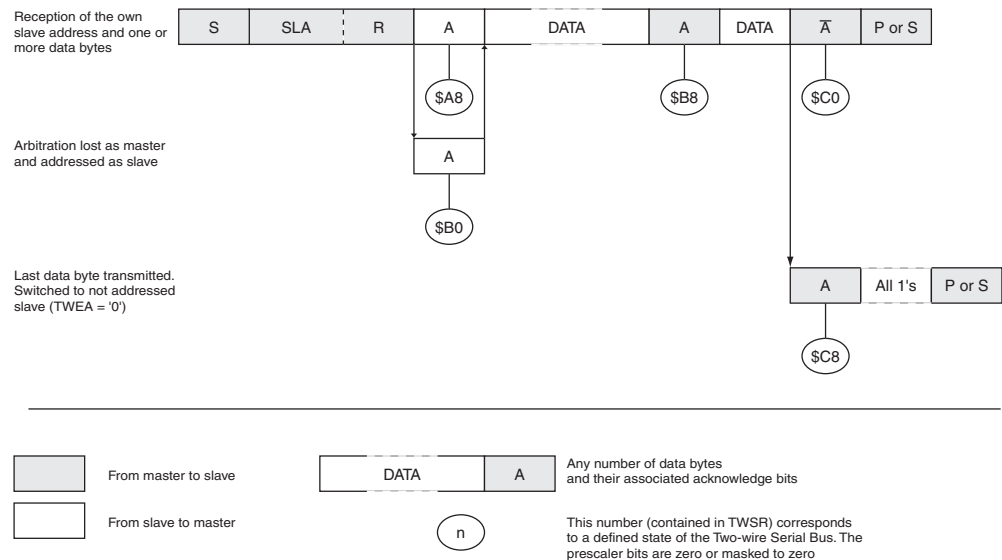 Reception of the own
slave address and one or
more data bytes
S SLA R A DATA A DATA A̅ P or S
$A8 $B8 $C0
Arbitration lost as master
and addressed as slave
A
$B0
Last data byte transmitted.
Switched to not addressed
slave (TWEA = '0')
A All 1's P or S
$C8
From master to slave
DATA A
Any number of data bytes
and their associated acknowledge bits
From slave to master
n
This number (contained in TWSR) corresponds
to a defined state of the Two-wire Serial Bus. The
prescaler bits are zero or masked to zero